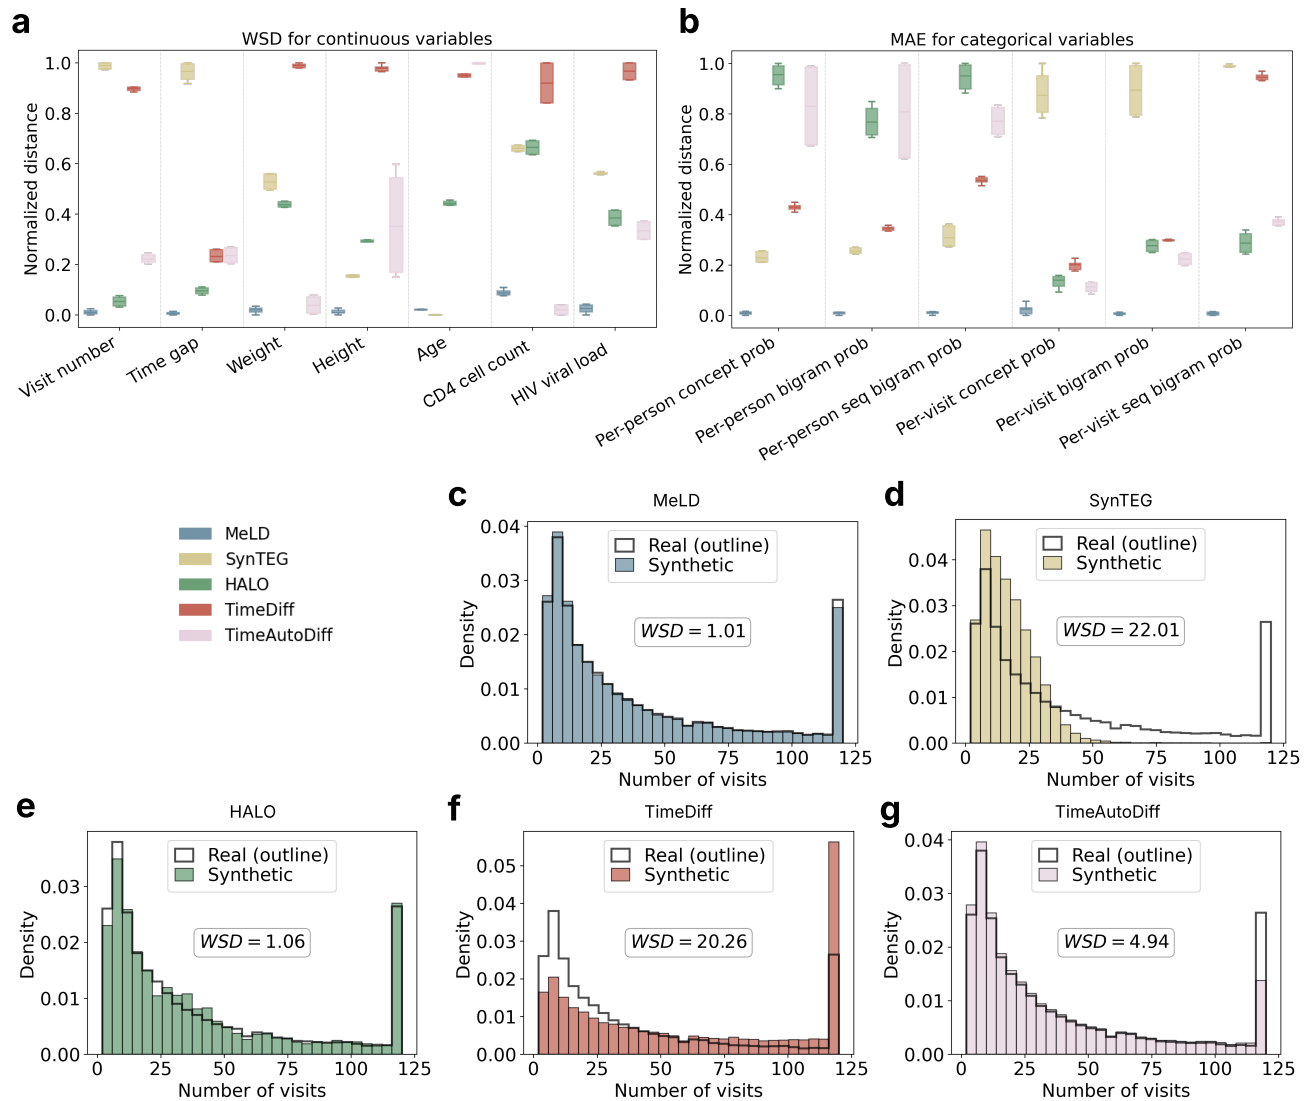 a
WSD for continuous variables
Normalized distance
1.0
0.8
0.6
0.4
0.2
0.0
Visit number
Time gap
Weight
Height
Age
CD4 cell count
HIV viral load
b
MAE for categorical variables
Normalized distance
1.0
0.8
0.6
0.4
0.2
0.0
Per-person concept prob
Per-person bigram prob
Per-person seq bigram prob
Per-visit concept prob
Per-visit bigram prob
Per-visit seq bigram prob
MeLD
SynTEG
HALO
TimeDiff
TimeAutoDiff
c
MeLD
Real (outline)
Synthetic
WSD = 1.01
Density
0.04
0.03
0.02
0.01
0.00
0 25 50 75 100 125
Number of visits
d
SynTEG
Real (outline)
Synthetic
WSD = 22.01
Density
0.04
0.03
0.02
0.01
0.00
0 25 50 75 100 125
Number of visits
e
HALO
Real (outline)
Synthetic
WSD = 1.06
Density
0.03
0.02
0.01
0.00
0 25 50 75 100 125
Number of visits
f
TimeDiff
Real (outline)
Synthetic
WSD = 20.26
Density
0.05
0.04
0.03
0.02
0.01
0.00
0 25 50 75 100 125
Number of visits
g
TimeAutoDiff
Real (outline)
Synthetic
WSD = 4.94
Density
0.04
0.03
0.02
0.01
0.00
0 25 50 75 100 125
Number of visits